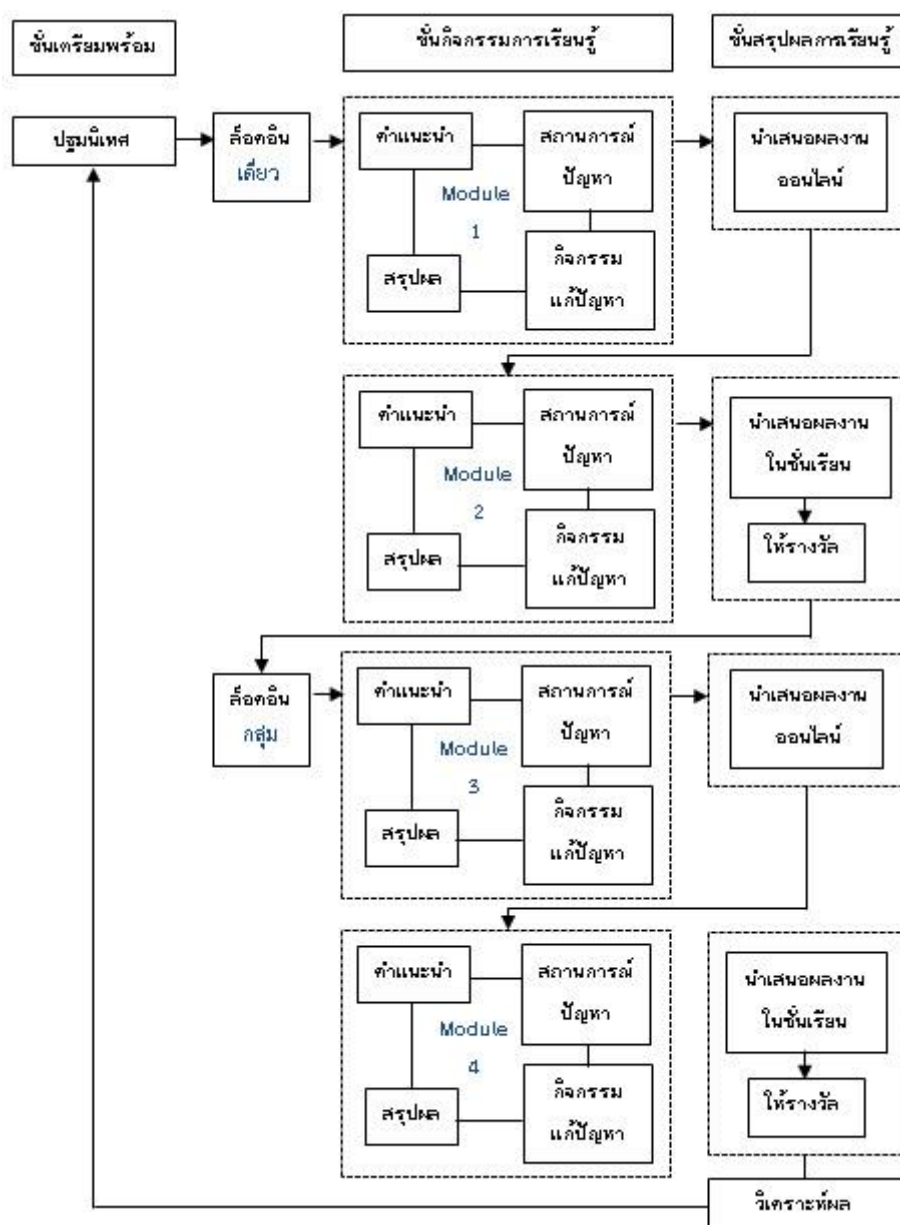 ขั้นเตรียมพร้อม
ขั้นกิจกรรมการเรียนรู้
ขั้นสรุปผลการเรียนรู้
ปฐมนิเทศ
ล็อคอิน
เดี่ยว
คำแนะนำ
สถานการณ์
ปัญหา
Module
1
สรุปผล
กิจกรรม
แก้ปัญหา
นำเสนอผลงาน
ออนไลน์
คำแนะนำ
สถานการณ์
ปัญหา
Module
2
สรุปผล
กิจกรรม
แก้ปัญหา
นำเสนอผลงาน
ในชั้นเรียน
ให้รางวัล
ล็อคอิน
กลุ่ม
คำแนะนำ
สถานการณ์
ปัญหา
Module
3
สรุปผล
กิจกรรม
แก้ปัญหา
นำเสนอผลงาน
ออนไลน์
คำแนะนำ
สถานการณ์
ปัญหา
Module
4
สรุปผล
กิจกรรม
แก้ปัญหา
นำเสนอผลงาน
ในชั้นเรียน
ให้รางวัล
วิเคราะห์ผล